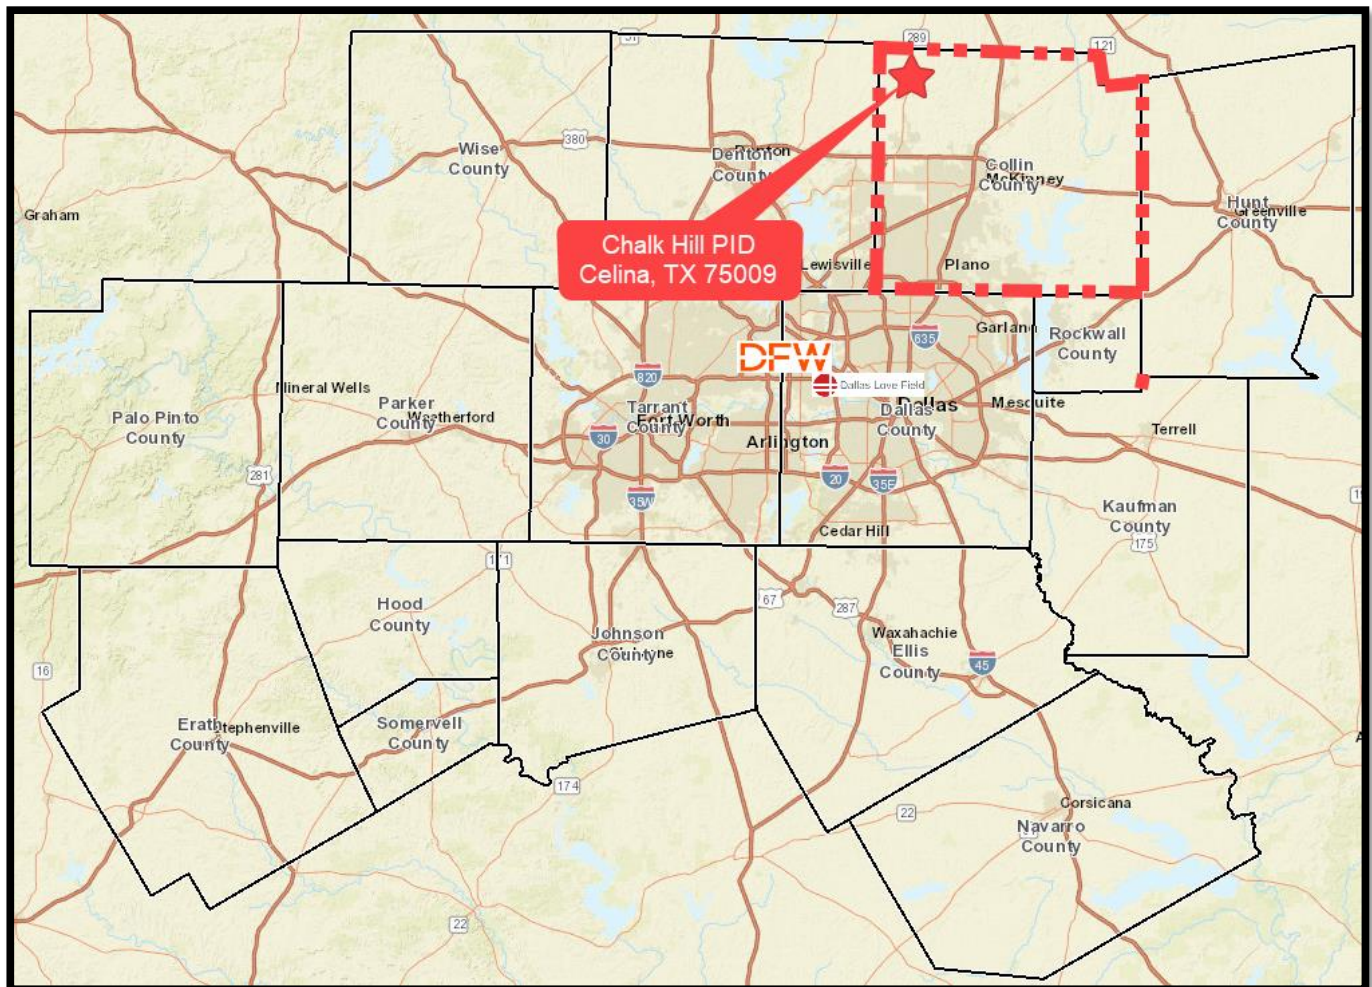 289
121
380
Wise
County
Denton
Denton
County
Collin
County
McKinney
Graham
Hunt
County
Greenville
Chalk Hill PID
Celina, TX 75009
Lewisville
Plano
Garland
635
Rockwall
County
DFW
820
Dallas Love Field
Mineral Wells
Palo Pinto
County
Parker
County
Weatherford
Tarrant
County
Fort Worth
30
Arlington
Dallas
Dallas
County
Mesquite
Terrell
281
20
35E
35W
Cedar Hill
Kaufman
County
175
171
67
287
Hood
County
Johnson
County
Waxahachie
Ellis
County
45
16
Erath
County
Stephenville
Somervell
County
174
22
Corsicana
Navarro
County
22